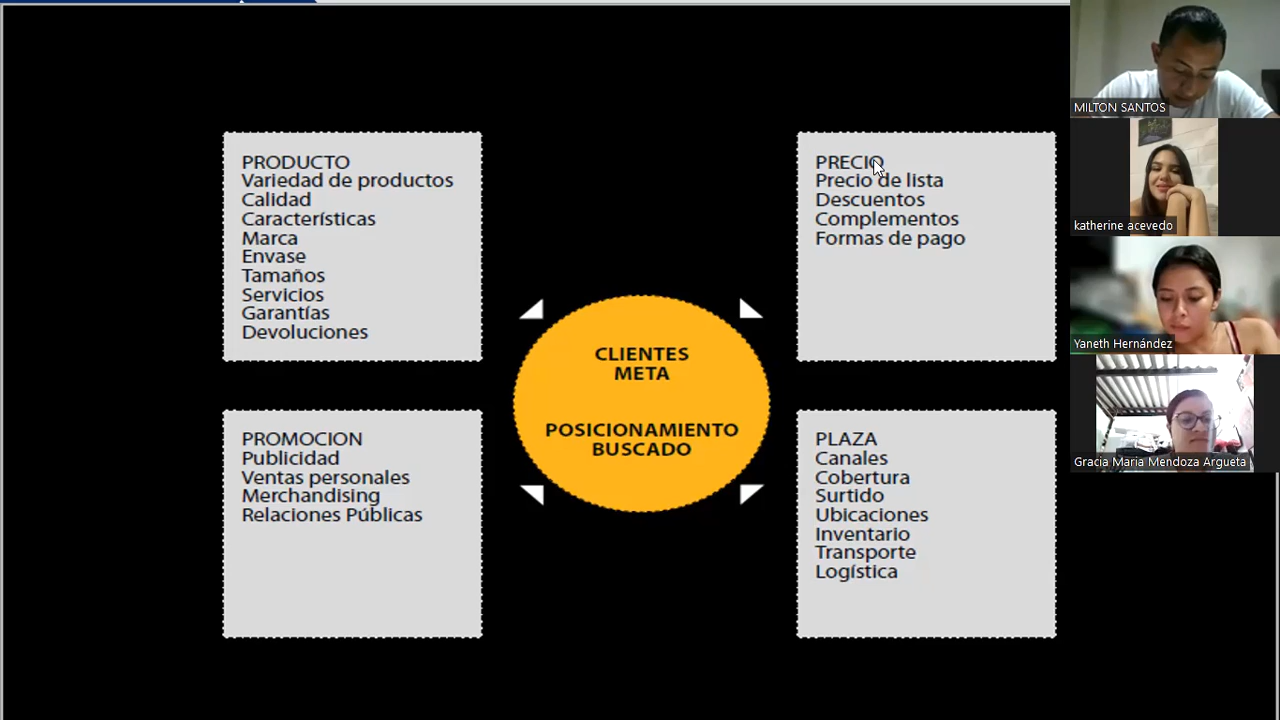 PRODUCTO
Variedad de productos
Calidad
Características
Marca
Envase
Tamaños
Servicios
Garantías
Devoluciones
PRECIO
Precio de lista
Descuentos
Complementos
Formas de pago
CLIENTES
META
POSICIONAMIENTO
BUSCADO
PROMOCION
Publicidad
Ventas personales
Merchandising
Relaciones Públicas
PLAZA
Canales
Cobertura
Surtido
Ubicaciones
Inventario
Transporte
Logística
MILTON SANTOS
katherine acevedo
Yaneth Hernández
Gracia Maria Mendoza Argueta